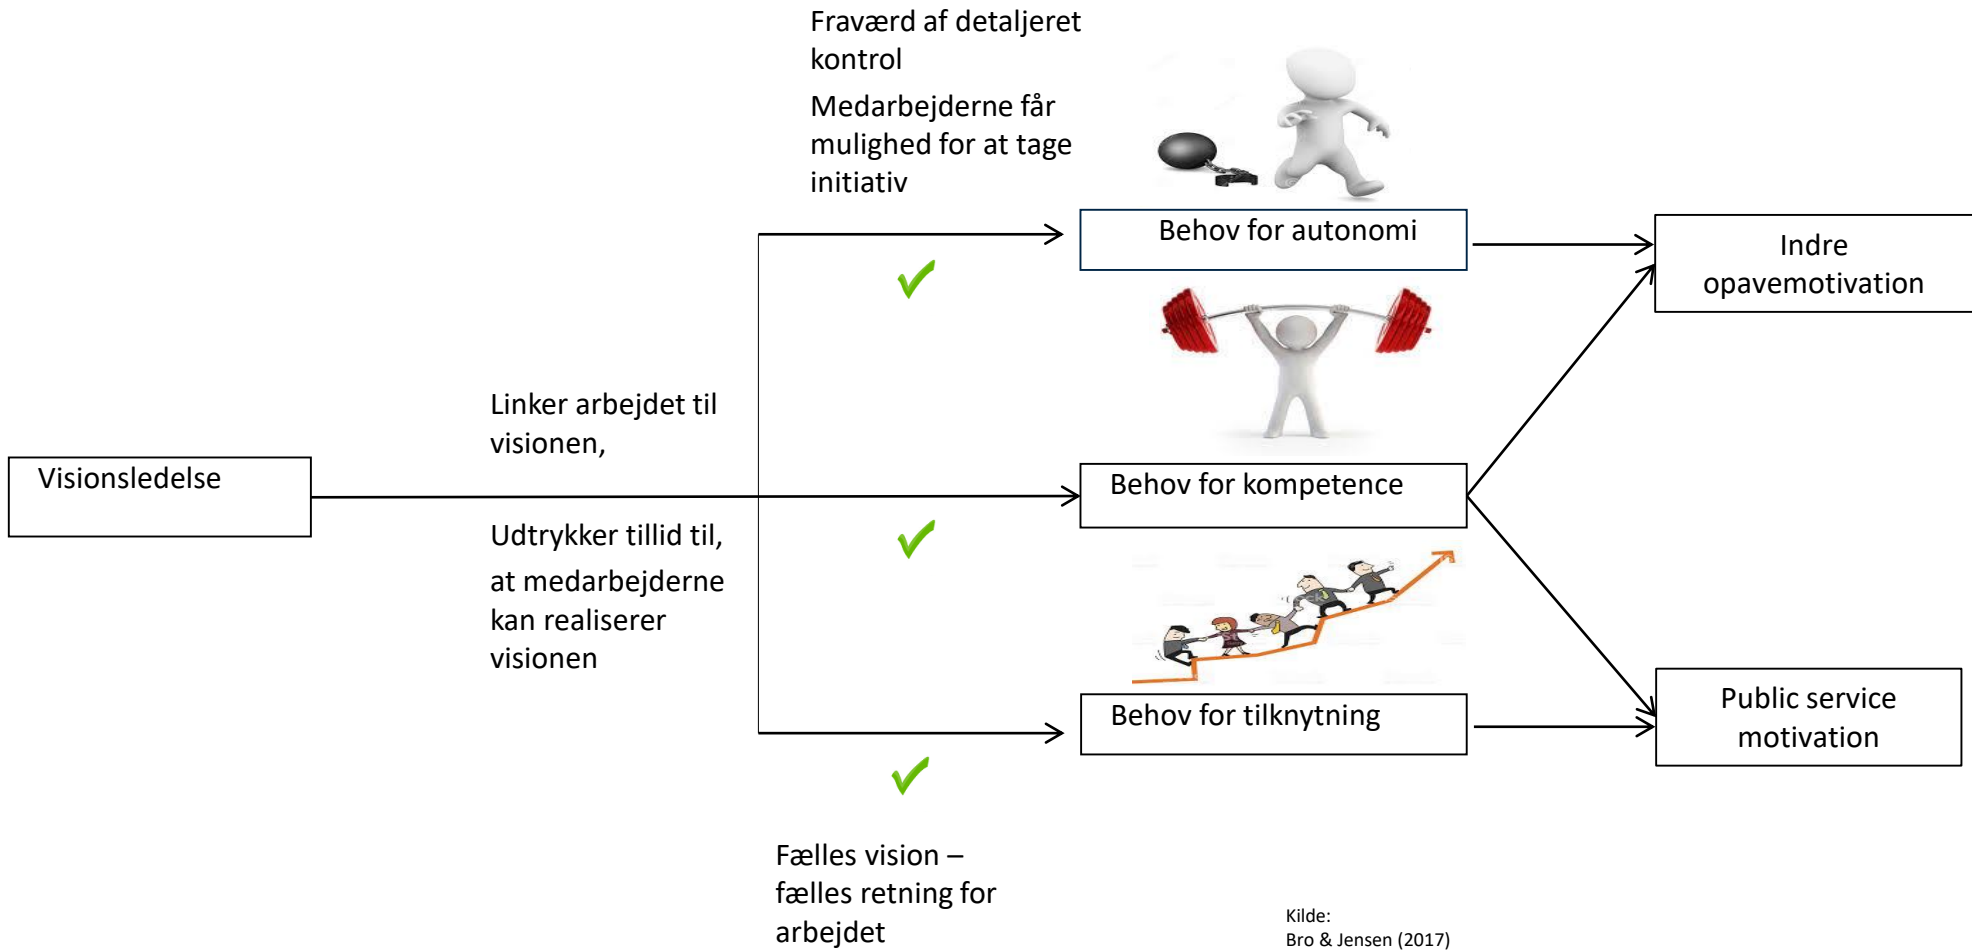 Fraværd af detaljeret
kontrol
Medarbejderne får
mulighed for at tage
initiativ
Behov for autonomi
Indre
opavemotivation
Linker arbejdet til
visionen,
Visionsledelse
Behov for kompetence
Udtrykker tillid til,
at medarbejderne
kan realiserer
visionen
Behov for tilknytning
Public service
motivation
Fælles vision –
fælles retning for
arbejdet
Kilde:
Bro & Jensen (2017)